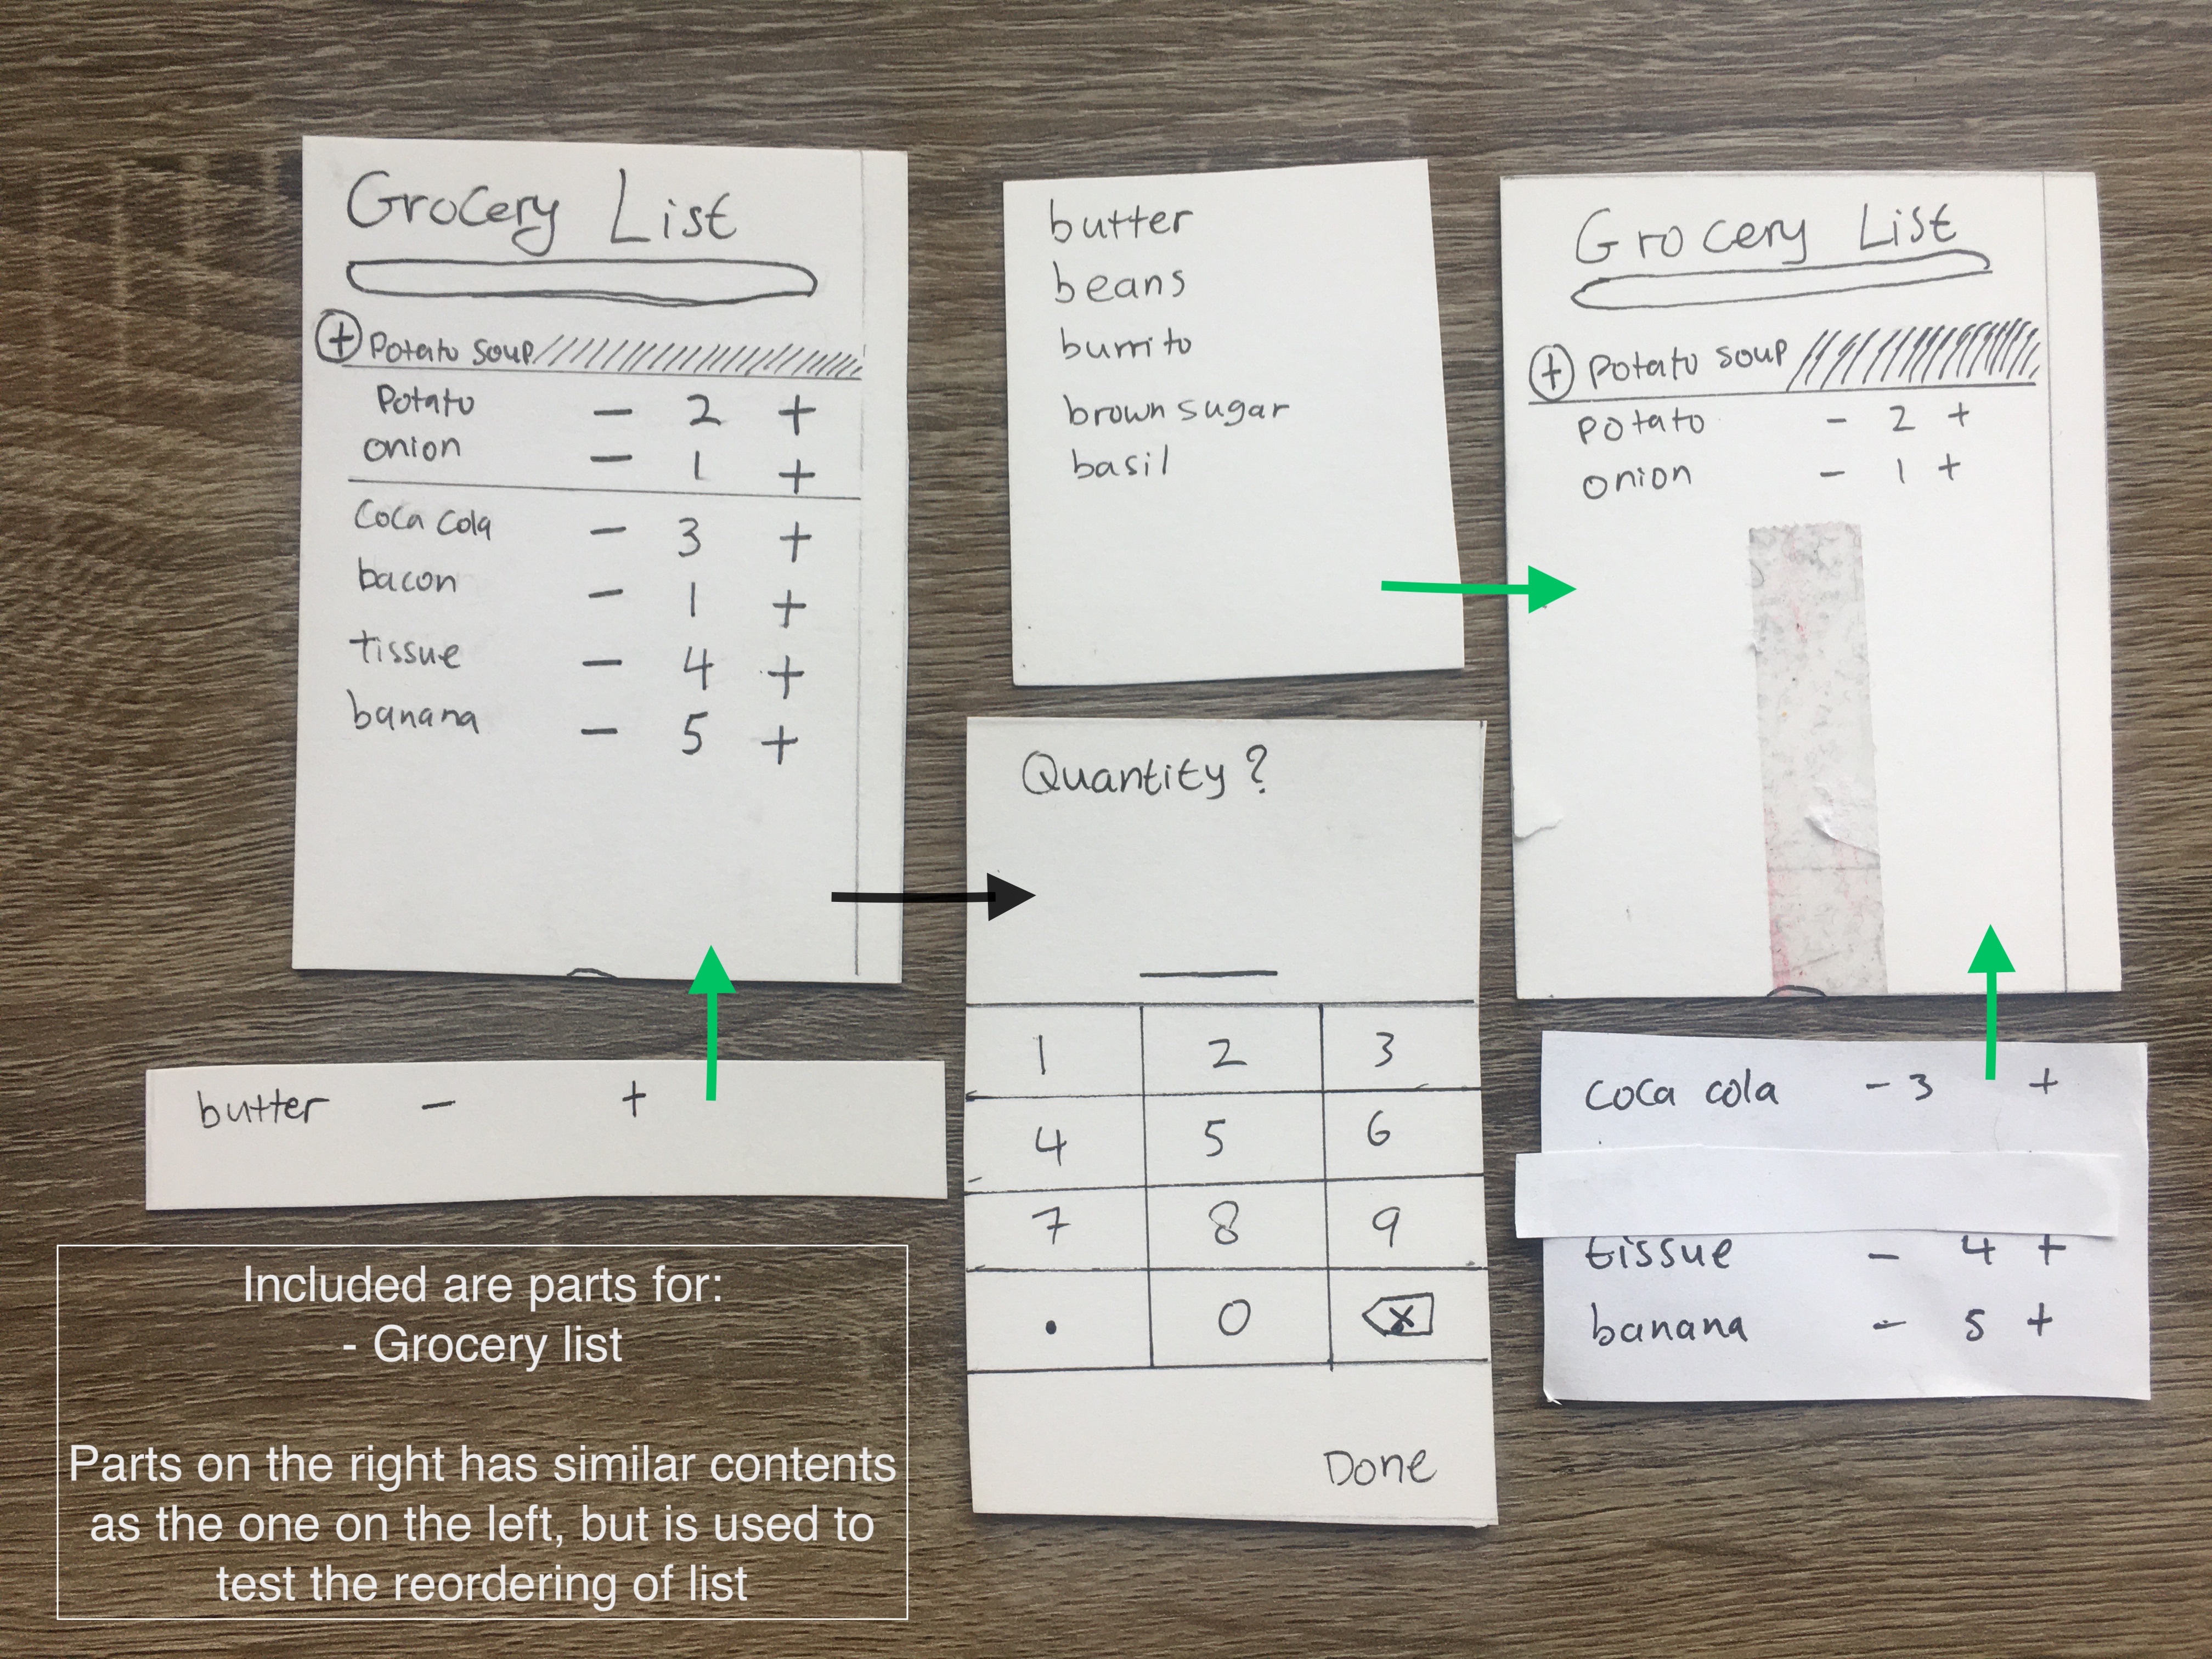 Grocery List
+ Potato soup
Potato - 2 +
onion - 1 +
Coca Cola - 3 +
bacon - 1 +
tissue - 4 +
banana - 5 +
butter - +
butter
beans
burrito
brown sugar
basil
Quantity?
1 2 3
4 5 6
7 8 9
. 0 x
Done
Grocery List
+ Potato soup
Potato - 2 +
onion - 1 +
coca cola - 3 +
tissue - 4 +
banana - 5 +
Included are parts for:
- Grocery list
Parts on the right has similar contents
as the one on the left, but is used to
test the reordering of list